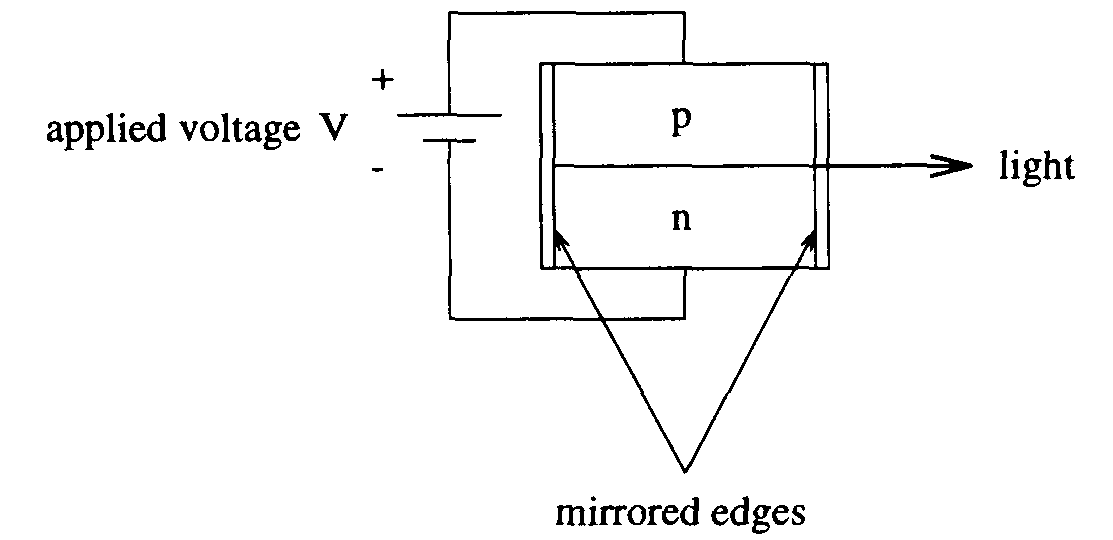 +
applied voltage V
-
p
n
light
mirrored edges